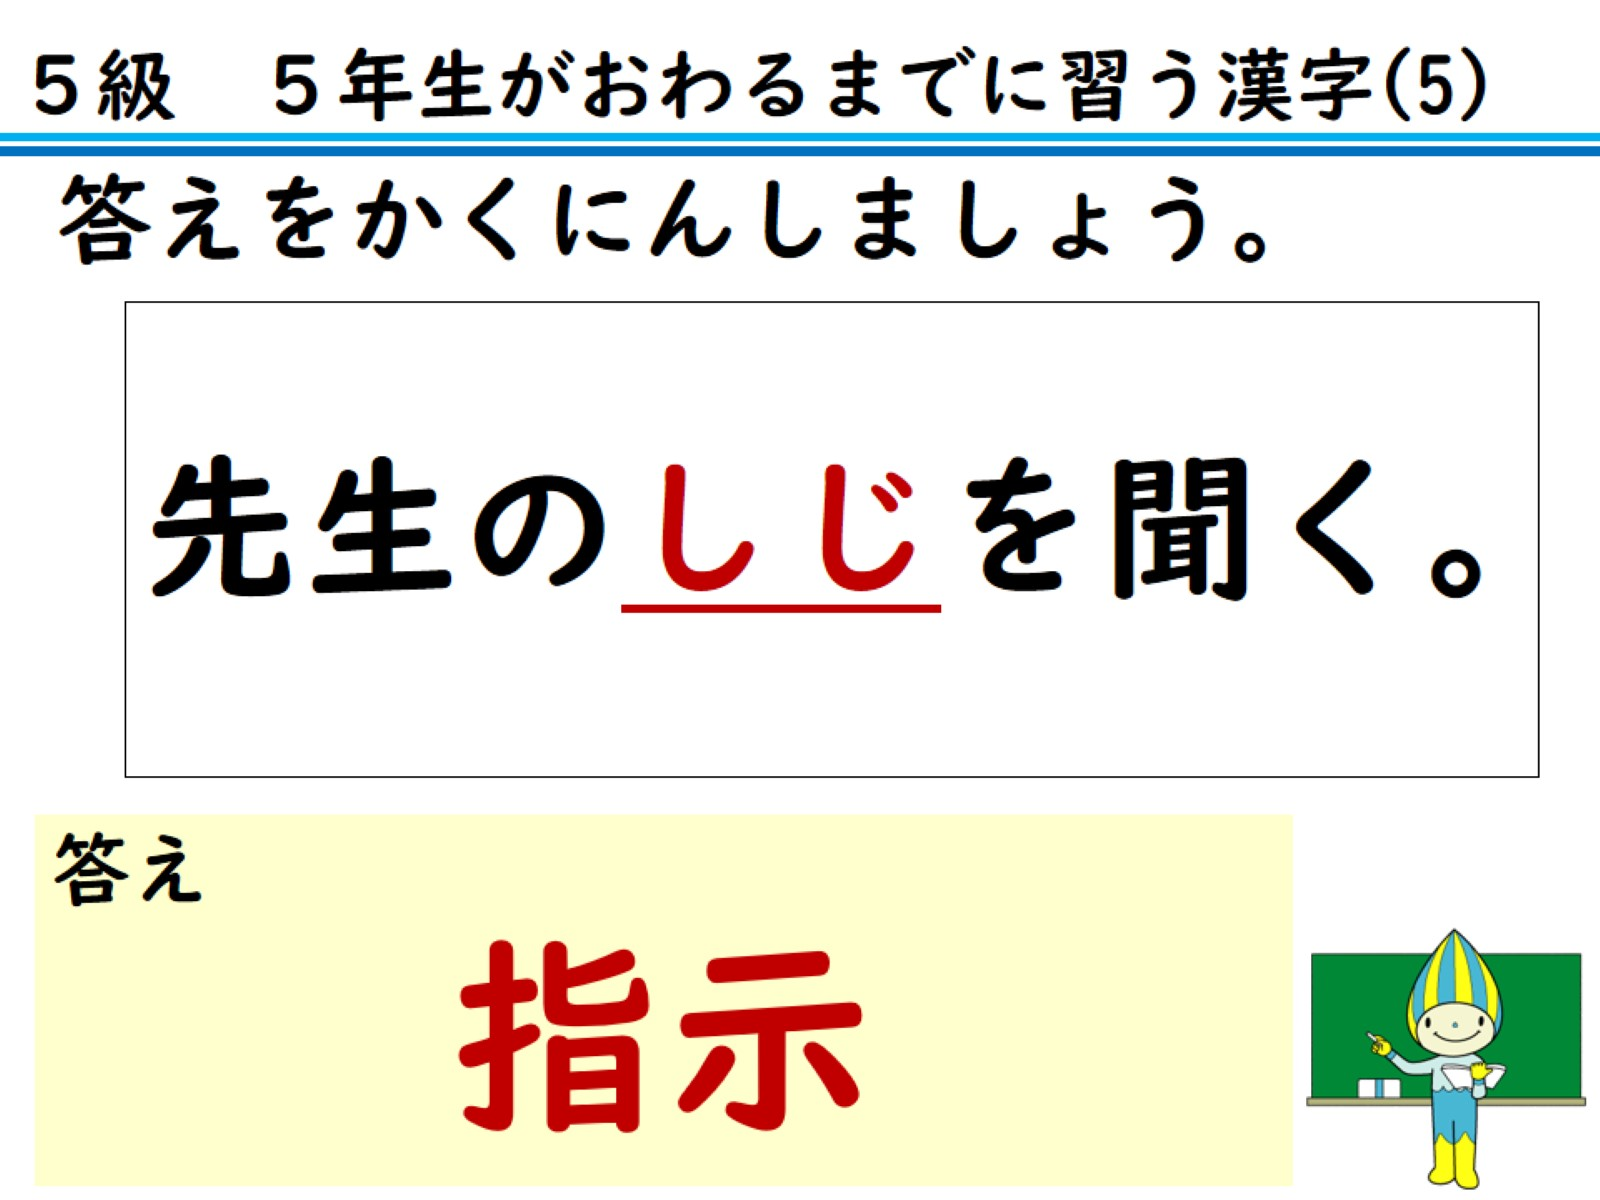 ５級　５年生がおわるまでに習う漢字(5)
答えをかくにんしましょう。
先生のしじを聞く。
答え
指示